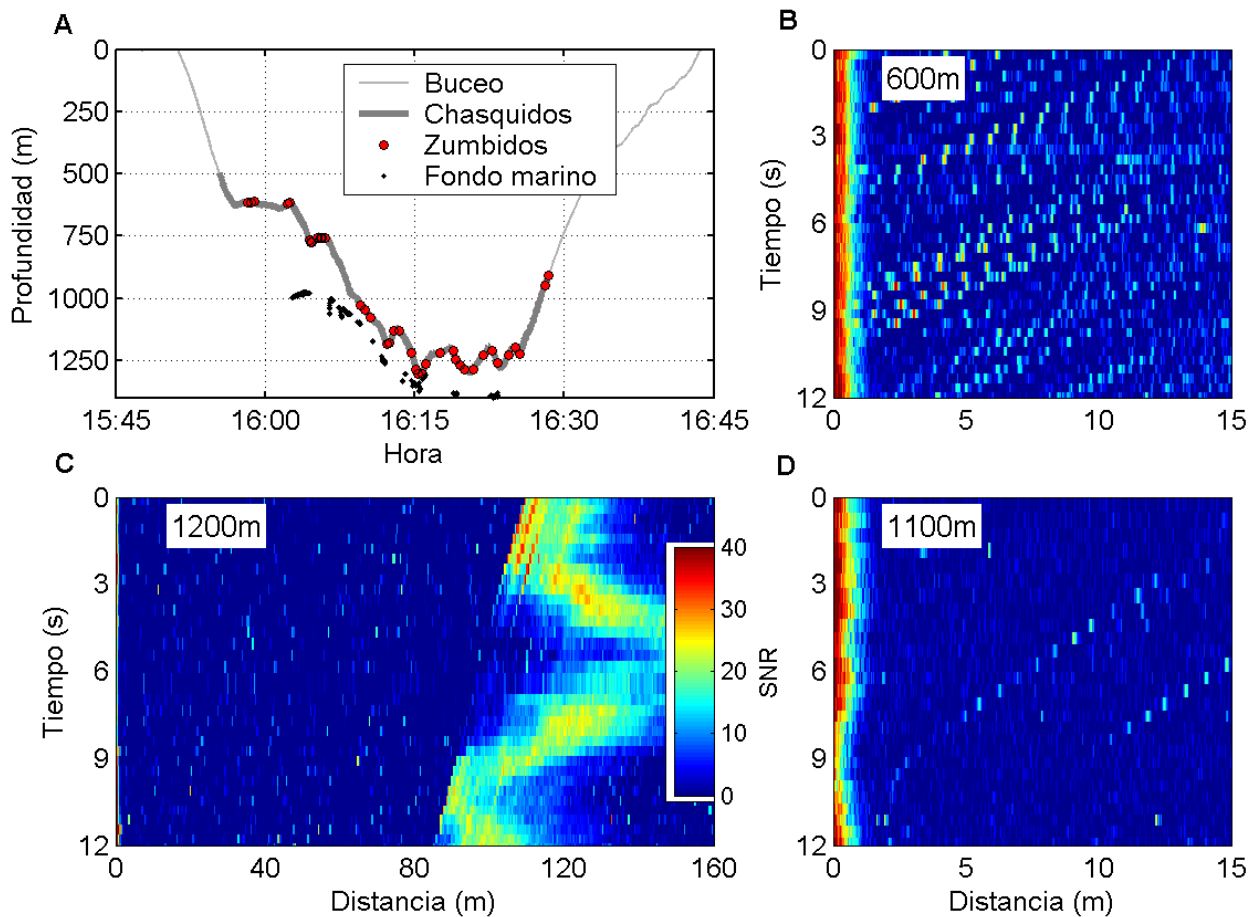 A
0
250
500
750
1000
1250
Profundidad (m)
Buceo
Chasquidos
Zumbidos
Fondo marino
15:45
16:00
16:15
16:30
16:45
Hora
B
600m
0
3
6
9
12
Tiempo (s)
0
5
10
15
C
1200m
0
3
6
9
12
Tiempo (s)
0
40
80
120
160
Distancia (m)
40
30
20
10
0
SNR
D
1100m
0
3
6
9
12
0
5
10
15
Distancia (m)